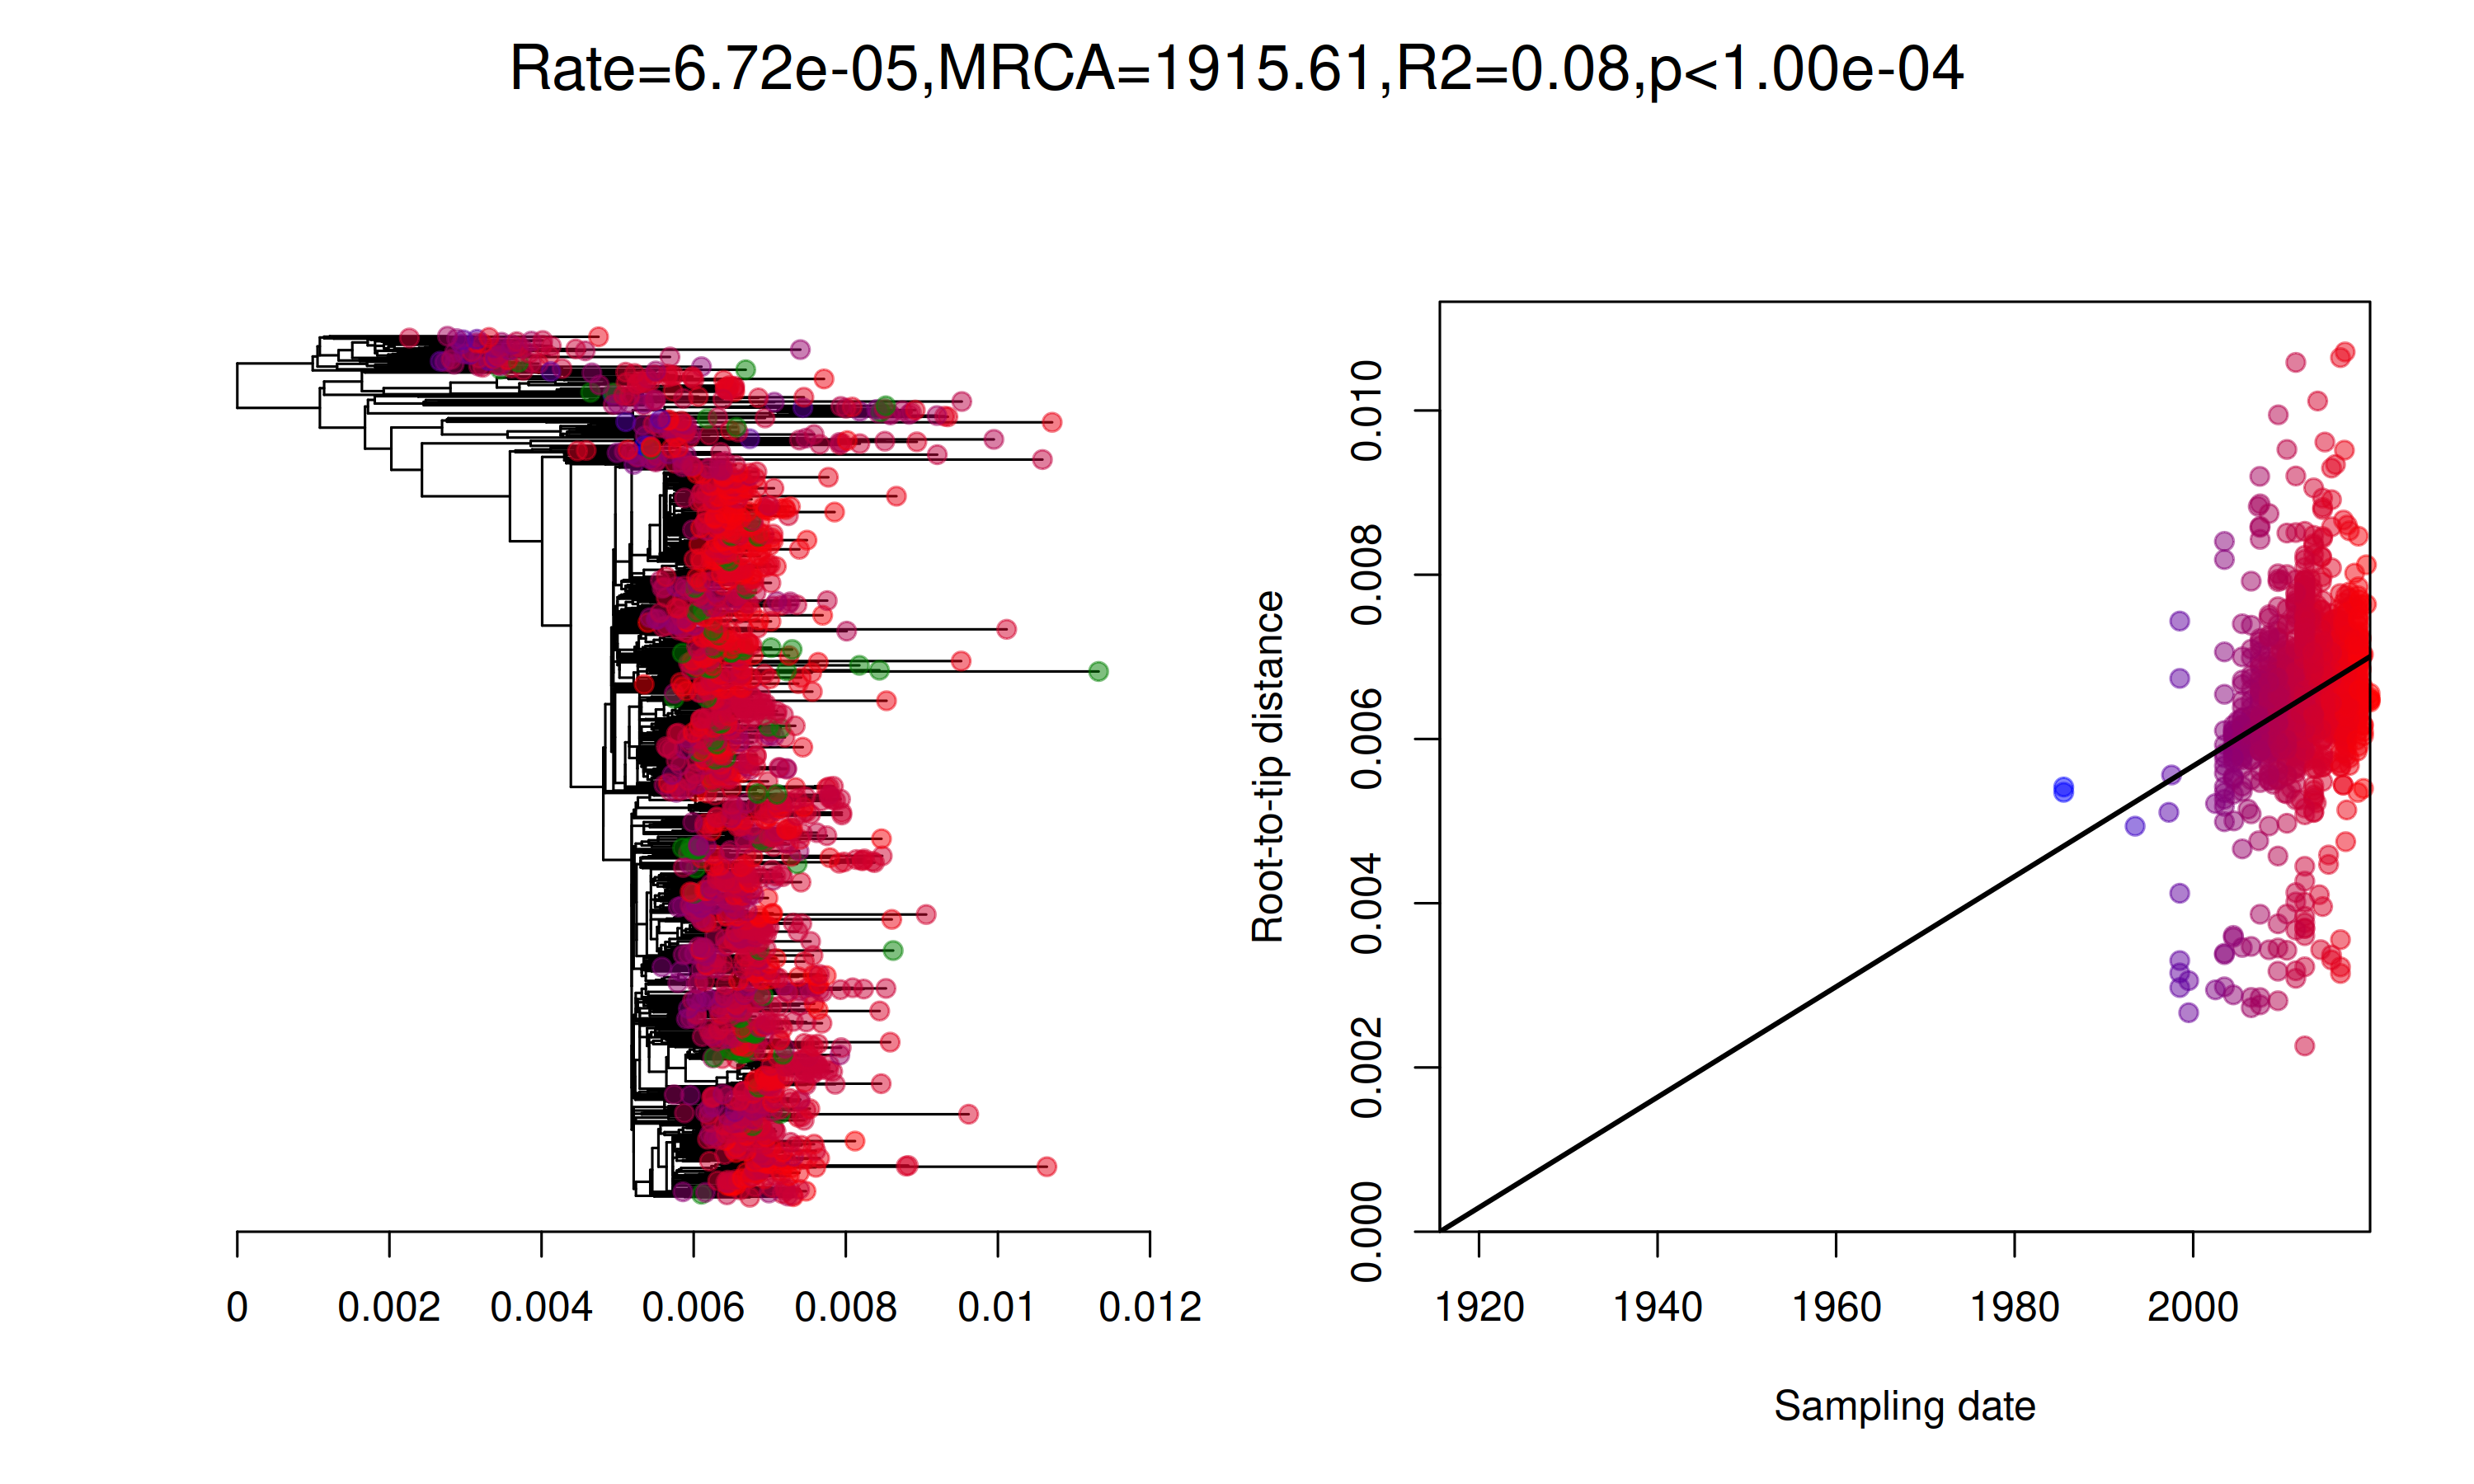 Rate=6.72e-05,MRCA=1915.61,R2=0.08,p<1.00e-04
0 0.002 0.004 0.006 0.008 0.01 0.012
Root-to-tip distance
0.000 0.002 0.004 0.006 0.008 0.010
1920 1940 1960 1980 2000
Sampling date